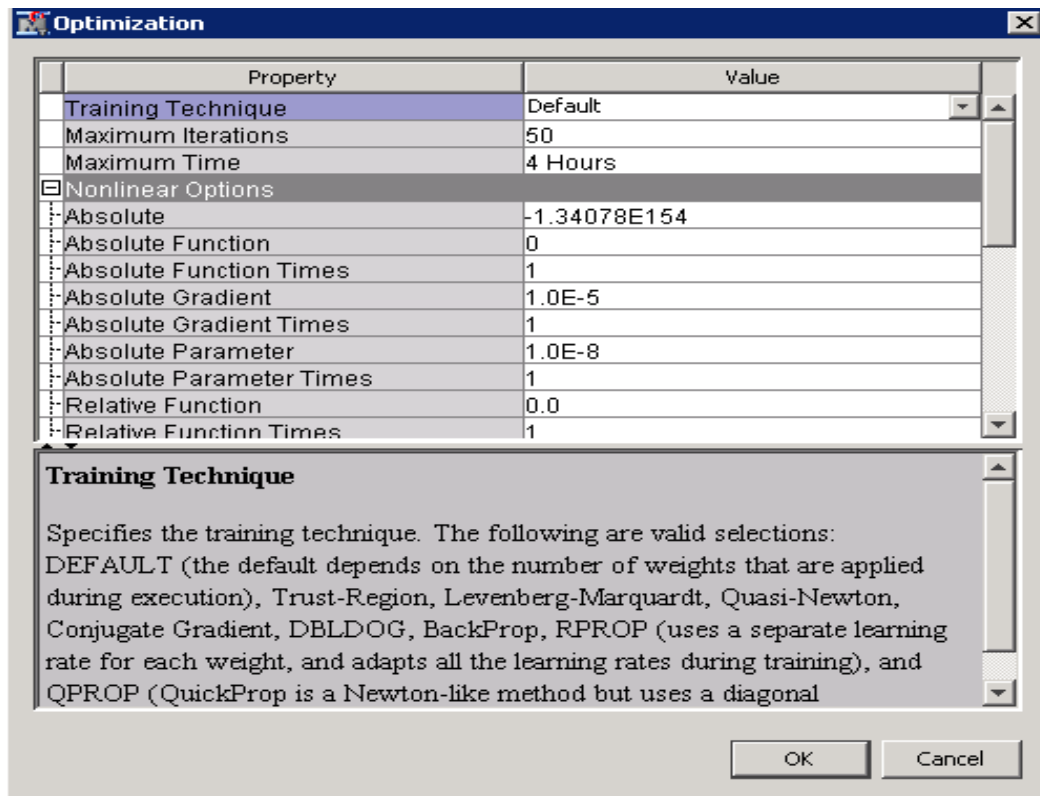 Optimization
Property Value
Training Technique Default
Maximum Iterations 50
Maximum Time 4 Hours
Nonlinear Options
Absolute -1.34078E154
Absolute Function 0
Absolute Function Times 1
Absolute Gradient 1.0E-5
Absolute Gradient Times 1
Absolute Parameter 1.0E-8
Absolute Parameter Times 1
Relative Function 0.0
Relative Function Times 1
Training Technique
Specifies the training technique. The following are valid selections:
DEFAULT (the default depends on the number of weights that are applied
during execution), Trust-Region, Levenberg-Marquardt, Quasi-Newton,
Conjugate Gradient, DBLDOG, BackProp, RPROP (uses a separate learning
rate for each weight, and adapts all the learning rates during training), and
QPROP (QuickProp is a Newton-like method but uses a diagonal
OK Cancel